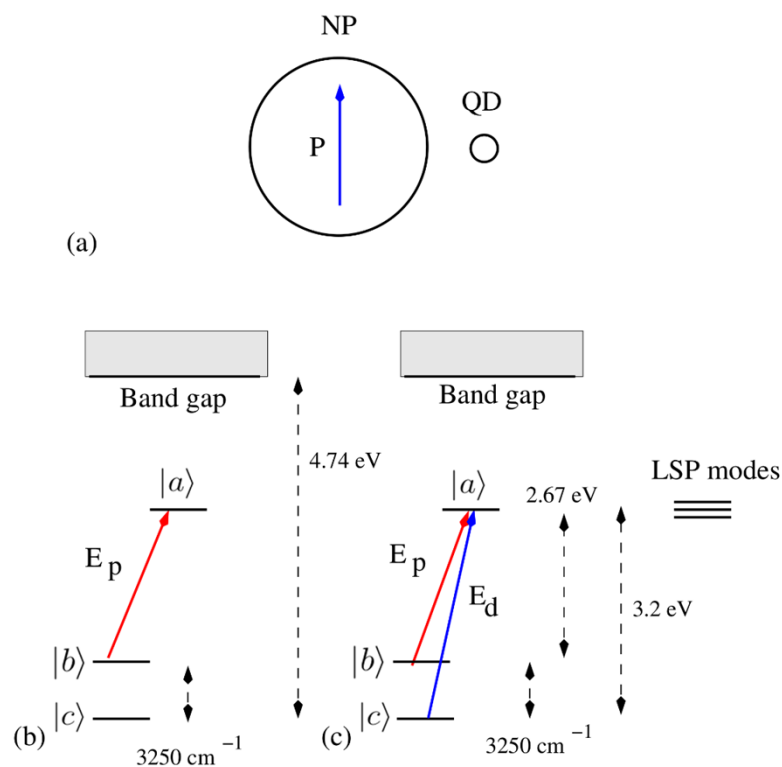 NP
QD
P
(a)
Band gap
Band gap
4.74 eV
|a⟩
|a⟩
2.67 eV
LSP modes
E p
E p
E d
3.2 eV
|b⟩
|b⟩
|c⟩
|c⟩
(b)
3250 cm⁻¹
(c)
3250 cm⁻¹